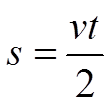 s = vt/2